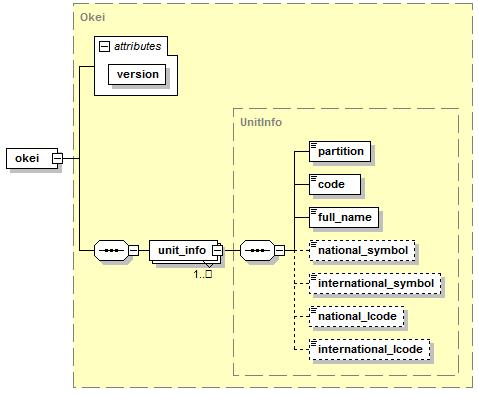 Okei
attributes
version
UnitInfo
okei
partition
code
full_name
unit_info
national_symbol
1..□
international_symbol
national_lcode
international_lcode